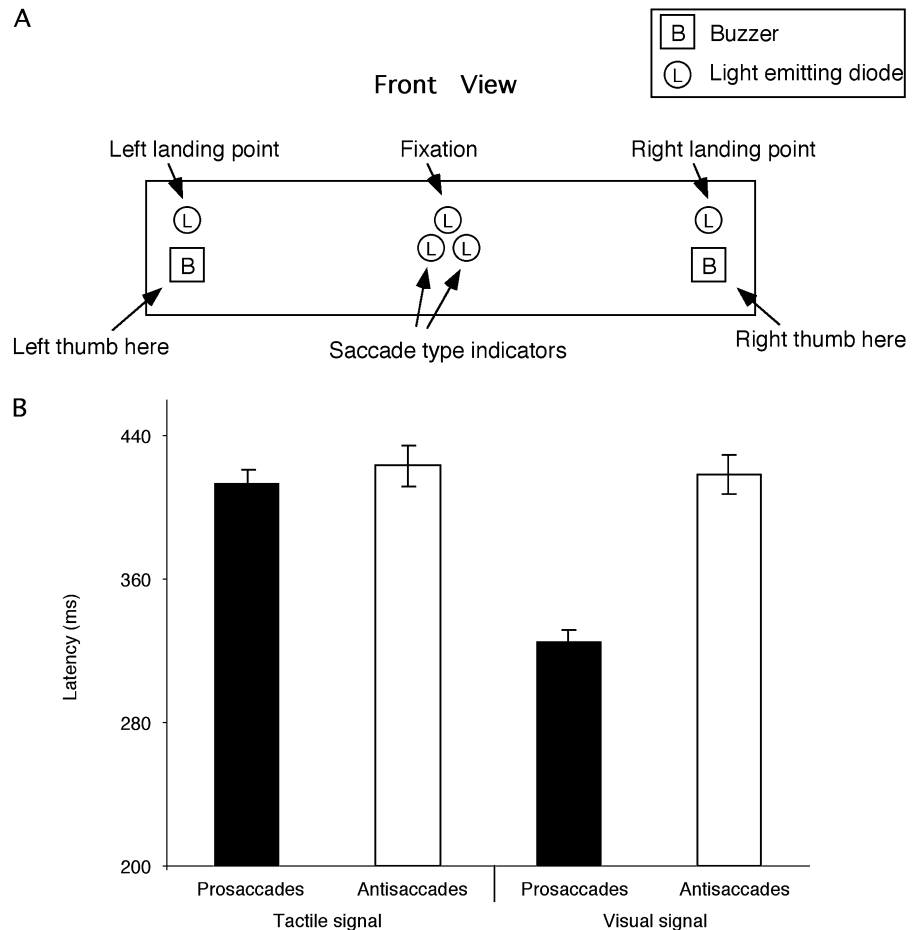 A
B Buzzer
L Light emitting diode
Front View
Left landing point Fixation Right landing point
L L L
L L
B B
Left thumb here Saccade type indicators Right thumb here
B
440
360
280
200
Latency (ms)
Prosaccades Antisaccades Prosaccades Antisaccades
Tactile signal Visual signal